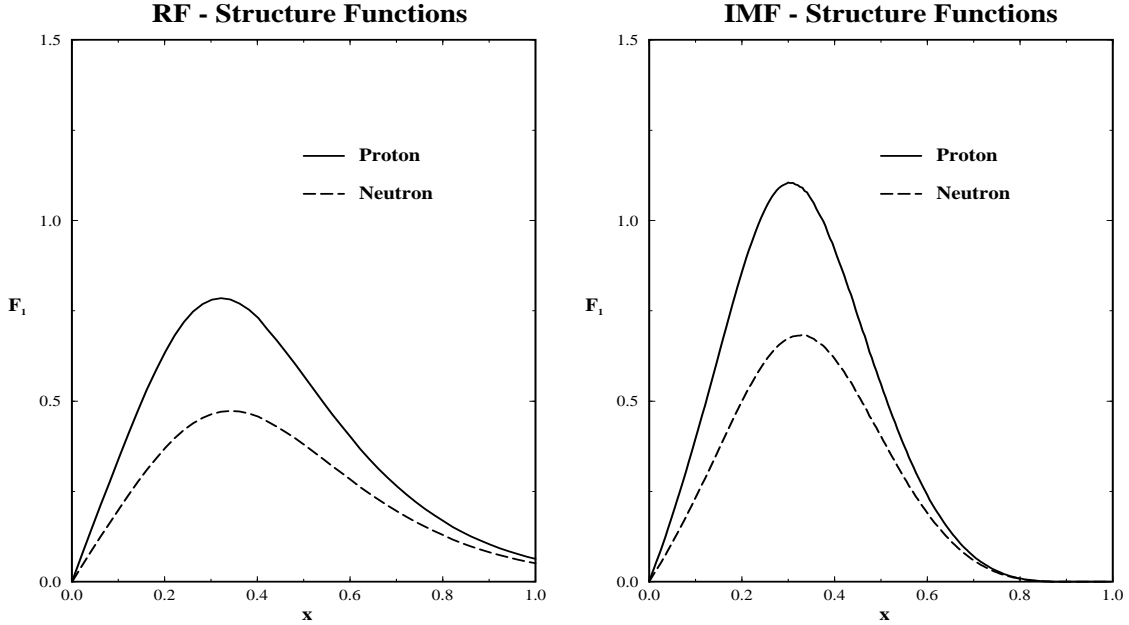 RF - Structure Functions
1.5
1.0
0.5
0.0
F₁
Proton
Neutron
0.0 0.2 0.4 0.6 0.8 1.0
x
IMF - Structure Functions
1.5
1.0
0.5
0.0
F₁
Proton
Neutron
0.0 0.2 0.4 0.6 0.8 1.0
x